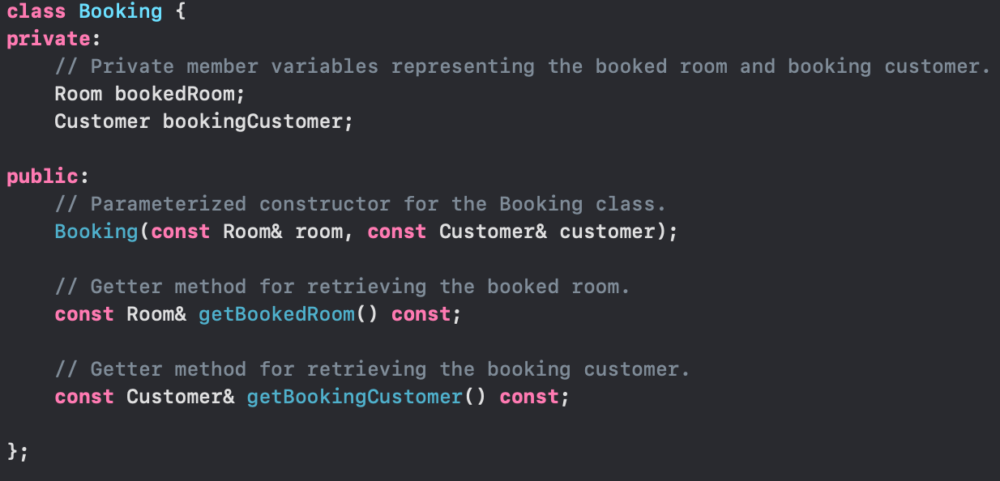 class Booking {
private:
    // Private member variables representing the booked room and booking customer.
    Room bookedRoom;
    Customer bookingCustomer;

public:
    // Parameterized constructor for the Booking class.
    Booking(const Room& room, const Customer& customer);

    // Getter method for retrieving the booked room.
    const Room& getBookedRoom() const;

    // Getter method for retrieving the booking customer.
    const Customer& getBookingCustomer() const;

};